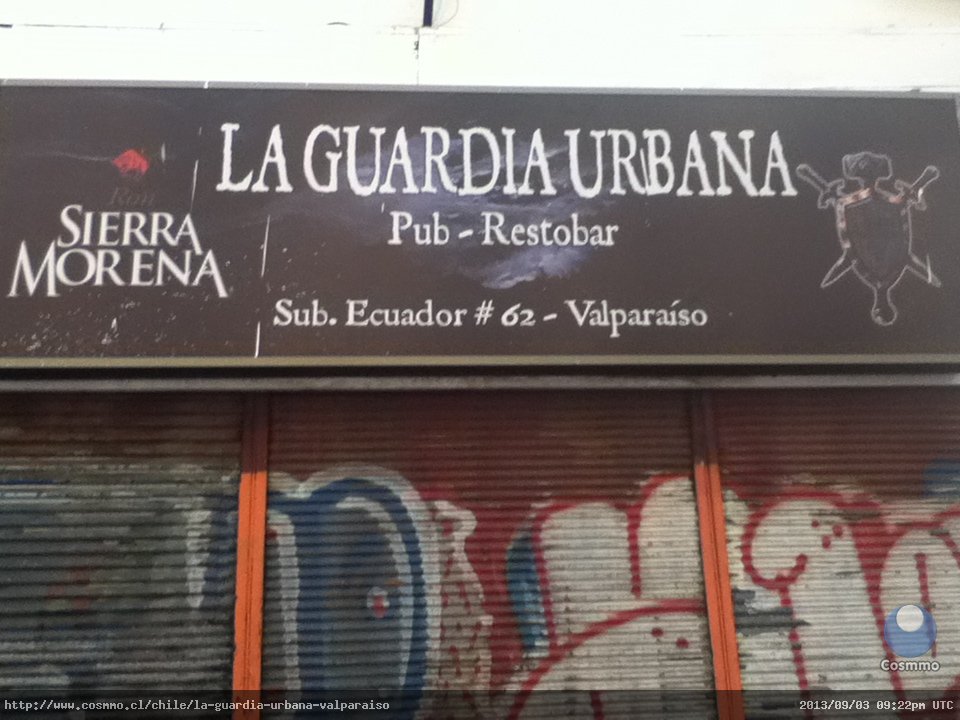 LA GUARDIA URBANA
Pub - Restobar
Sub. Ecuador # 62 - Valparaíso
Ron
SIERRA
MORENA
Cosmmo
http://www.cosmmo.cl/chile/la-guardia-urbana-valparaiso
2013/09/03 09:22pm UTC